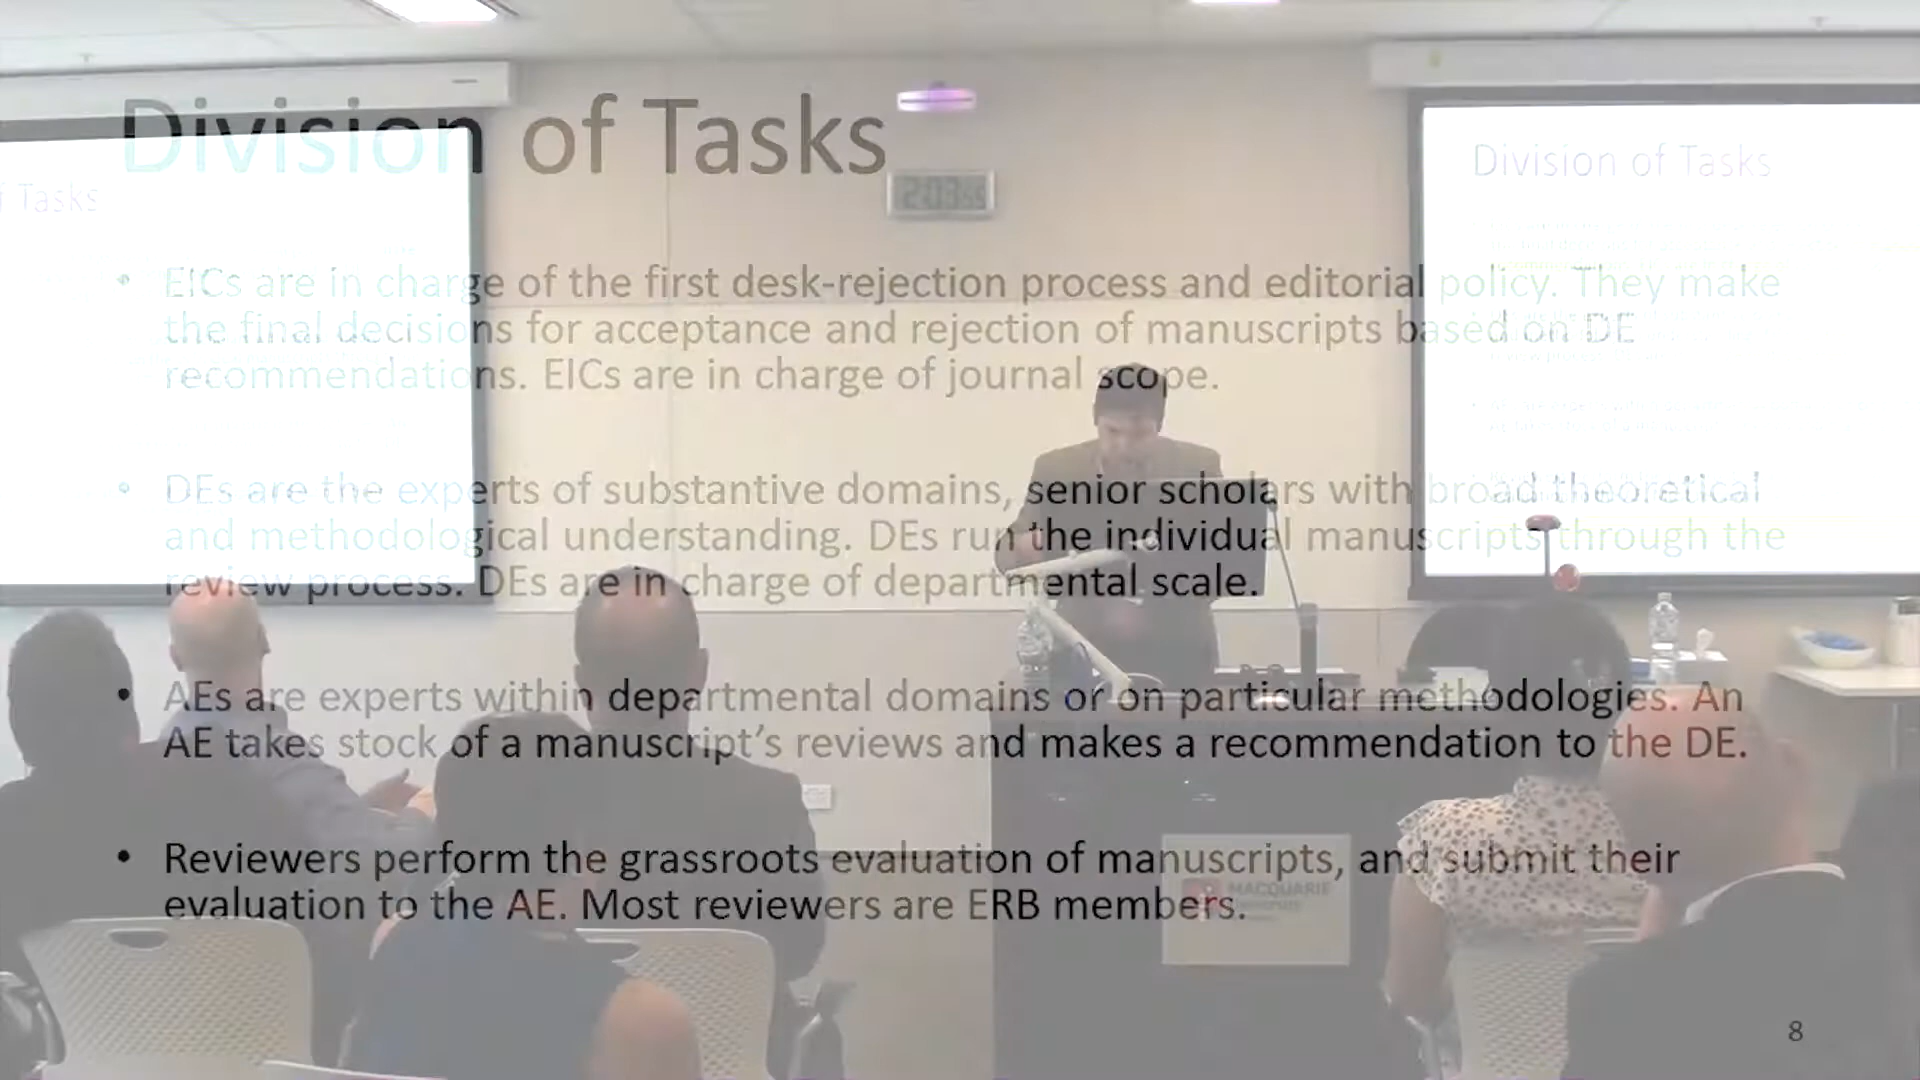 Division of Tasks
f Tasks
Division of Tasks
2:03
• EICs are in charge of the first desk-rejection process and editorial policy. They make
the final decisions for acceptance and rejection of manuscripts based on DE
recommendations. EICs are in charge of journal scope.
• DEs are the experts of substantive domains, senior scholars with broad theoretical
and methodological understanding. DEs run the individual manuscripts through the
review process. DEs are in charge of departmental scale.
• AEs are experts within departmental domains or on particular methodologies. An
AE takes stock of a manuscript’s reviews and makes a recommendation to the DE.
• Reviewers perform the grassroots evaluation of manuscripts, and submit their
evaluation to the AE. Most reviewers are ERB members.
MACQUARIE
8